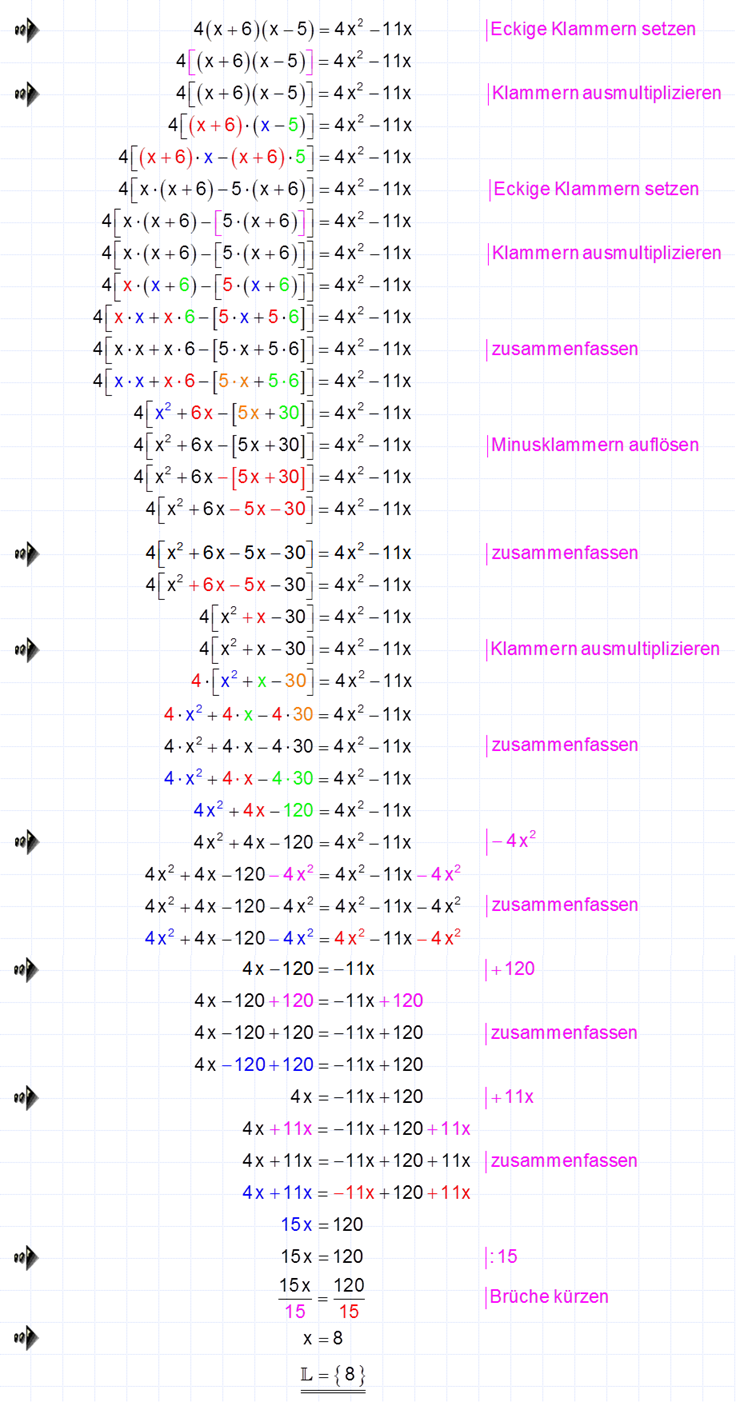 4(x+6)(x−5)=4x²−11x |Eckige Klammern setzen
4[(x+6)(x−5)]=4x²−11x
4[(x+6)(x−5)]=4x²−11x |Klammern ausmultiplizieren
4[(x+6)·(x−5)]=4x²−11x
4[(x+6)·x−(x+6)·5]=4x²−11x
4[x·(x+6)−5·(x+6)]=4x²−11x |Eckige Klammern setzen
4[x·(x+6)−[5·(x+6)]]=4x²−11x
4[x·(x+6)−[5·(x+6)]]=4x²−11x |Klammern ausmultiplizieren
4[x·(x+6)−[5·(x+6)]]=4x²−11x
4[x·x+x·6−[5·x+5·6]]=4x²−11x
4[x·x+x·6−[5·x+5·6]]=4x²−11x |zusammenfassen
4[x·x+x·6−[5·x+5·6]]=4x²−11x
4[x²+6x−[5x+30]]=4x²−11x
4[x²+6x−[5x+30]]=4x²−11x |Minusklammern auflösen
4[x²+6x−[5x+30]]=4x²−11x
4[x²+6x−5x−30]=4x²−11x
4[x²+6x−5x−30]=4x²−11x |zusammenfassen
4[x²+6x−5x−30]=4x²−11x
4[x²+x−30]=4x²−11x
4[x²+x−30]=4x²−11x |Klammern ausmultiplizieren
4·[x²+x−30]=4x²−11x
4·x²+4·x−4·30=4x²−11x
4·x²+4·x−4·30=4x²−11x |zusammenfassen
4·x²+4·x−4·30=4x²−11x
4x²+4x−120=4x²−11x
4x²+4x−120=4x²−11x |−4x²
4x²+4x−120−4x²=4x²−11x−4x²
4x²+4x−120−4x²=4x²−11x−4x² |zusammenfassen
4x²+4x−120−4x²=4x²−11x−4x²
4x−120=−11x |+120
4x−120+120=−11x+120
4x−120+120=−11x+120 |zusammenfassen
4x−120+120=−11x+120
4x=−11x+120 |+11x
4x+11x=−11x+120+11x
4x+11x=−11x+120+11x |zusammenfassen
4x+11x=−11x+120+11x
15x=120
15x=120 |:15
15x/15=120/15 |Brüche kürzen
x=8
𝕃={8}